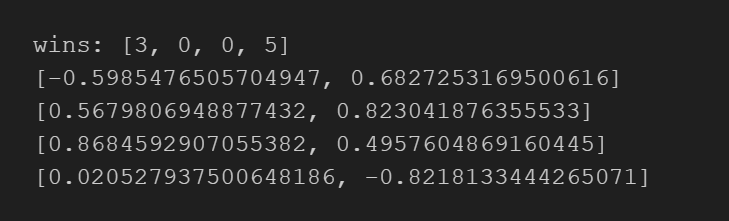 wins: [3, 0, 0, 5]
[-0.5985476505704947, 0.6827253169500616]
[0.5679806948877432, 0.823041876355533]
[0.8684592907055382, 0.4957604869160445]
[0.020527937500648186, -0.8218133444265071]